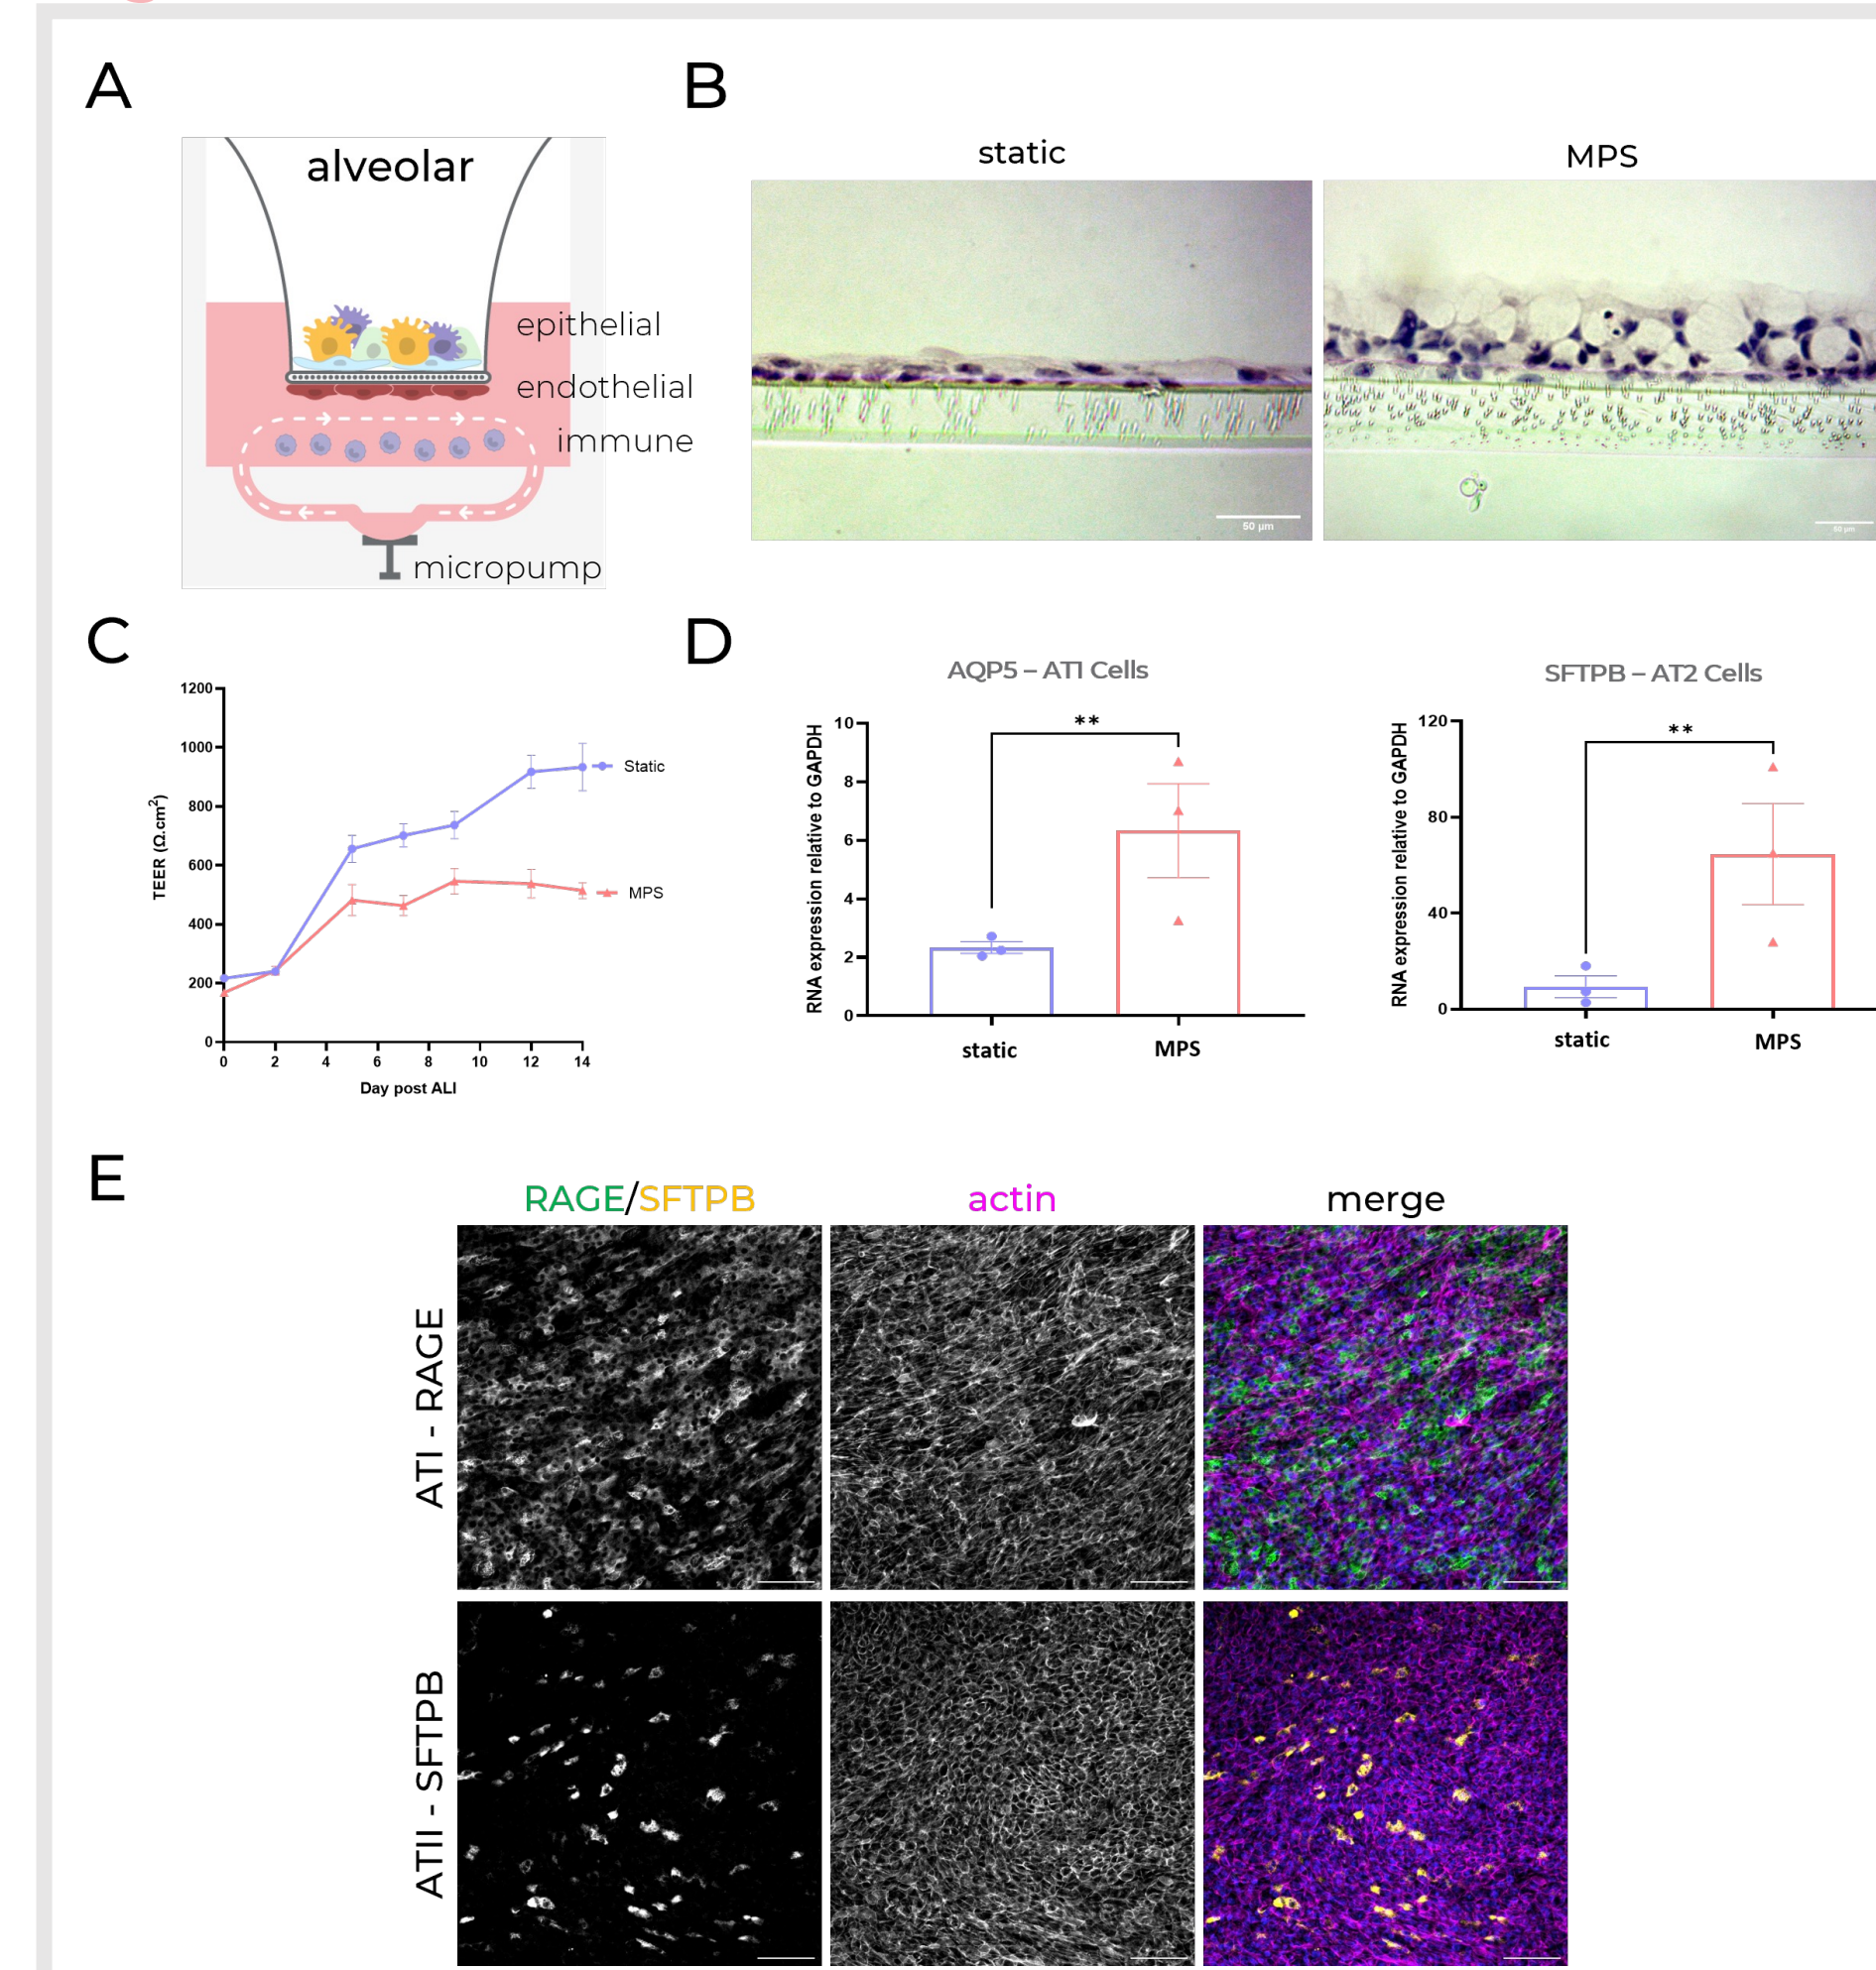 A
alveolar
epithelial
endothelial
immune
micropump
B
static
MPS
50 µm
50 µm
C
1200
1000
800
600
400
200
0
0 2 4 6 8 10 12 14
TEER (Ω.cm²)
Day post ALI
Static
MPS
D
AQP5 – AT1 Cells
RNA expression relative to GAPDH
10
8
6
4
2
0
**
static
MPS
SFTPB – AT2 Cells
RNA expression relative to GAPDH
120
80
40
0
**
static
MPS
E
RAGE/SFTPB
actin
merge
ATI - RAGE
ATII - SFTPB